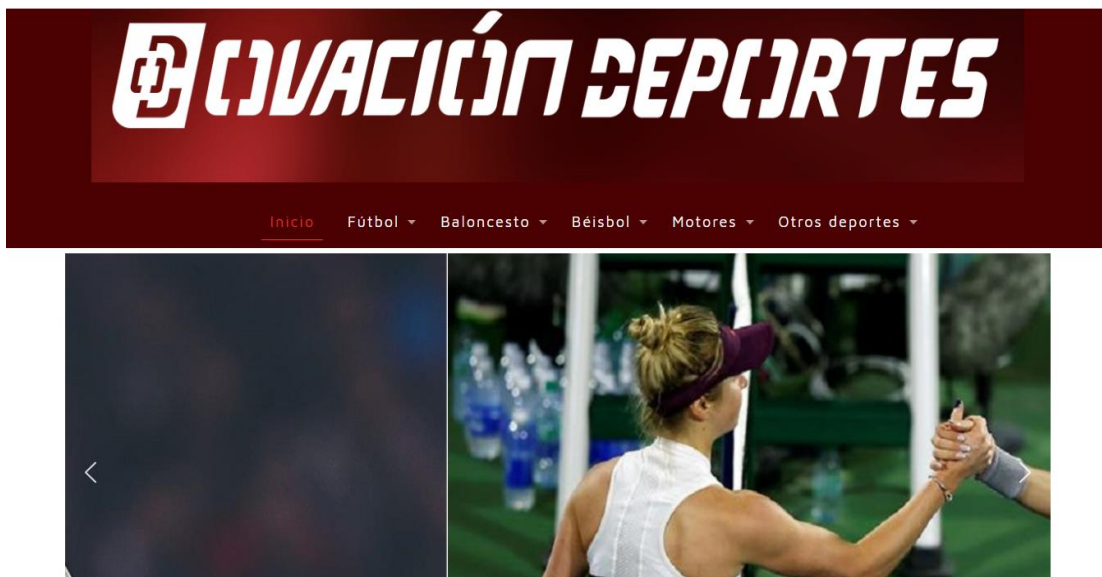 OVACIÓN DEPORTES
Inicio Fútbol Baloncesto Béisbol Motores Otros deportes